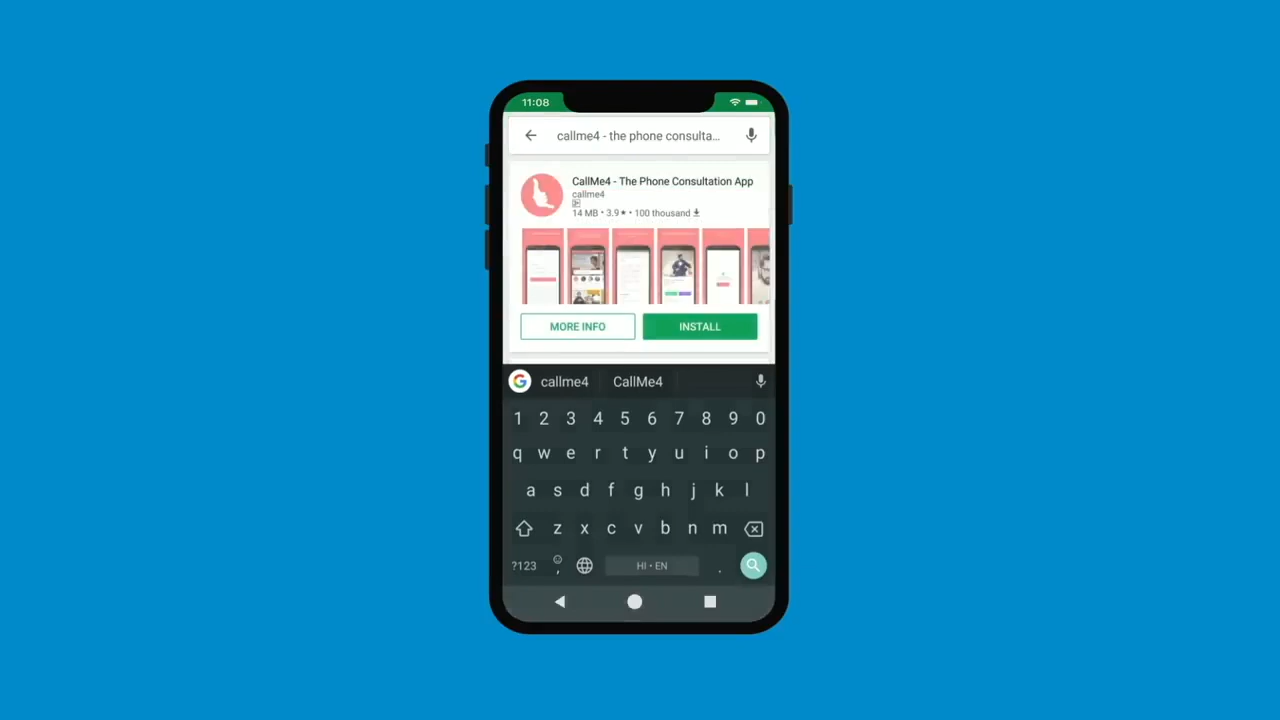 11:08
callme4 - the phone consulta...
CallMe4 - The Phone Consultation App
callme4
14 MB • 3.9★ • 100 thousand
MORE INFO
INSTALL
G callme4 CallMe4
1 2 3 4 5 6 7 8 9 0
q w e r t y u i o p
a s d f g h j k l
z x c v b n m
?123 , HI • EN .